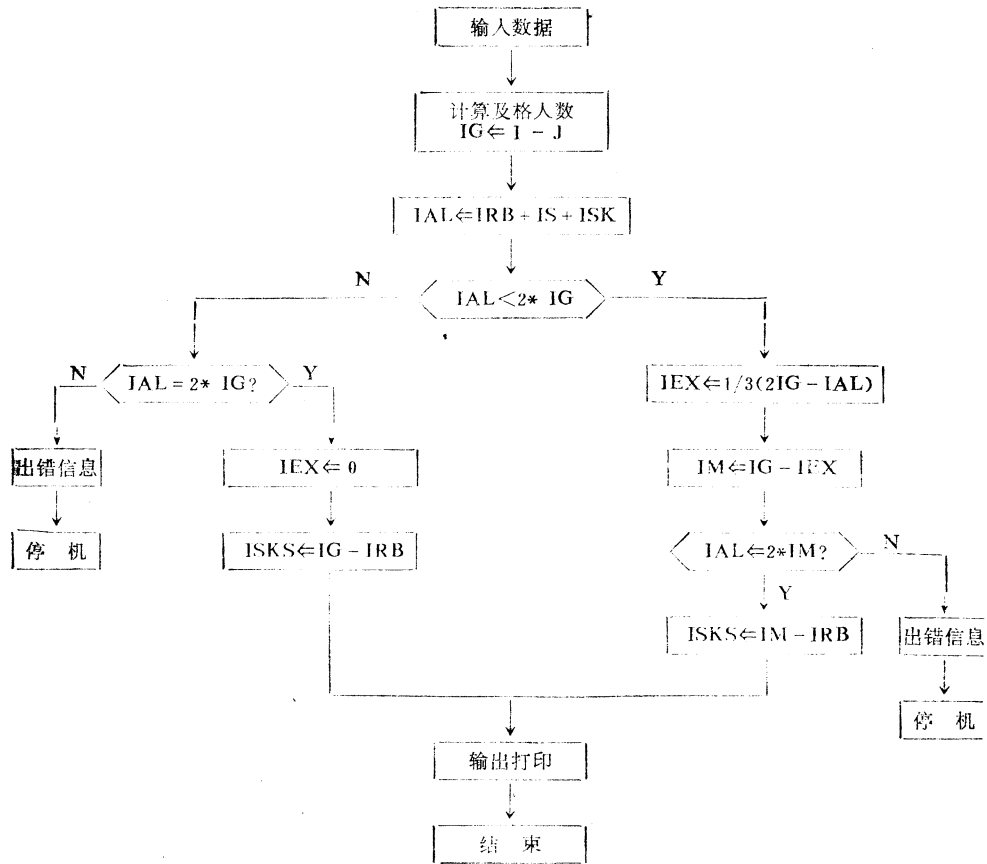 输入数据
计算及格人数
IG⇐I-J
IAL⇐IRB+IS+ISK
N
IAL<2* IG
Y
N
IAL=2* IG?
Y
IEX⇐1/3(2IG-IAL)
出错信息
IEX⇐0
IM⇐IG-IEX
停 机
ISKS⇐IG-IRB
IAL⇐2*IM?
N
Y
ISKS⇐IM-IRB
出错信息
停 机
输出打印
结 束